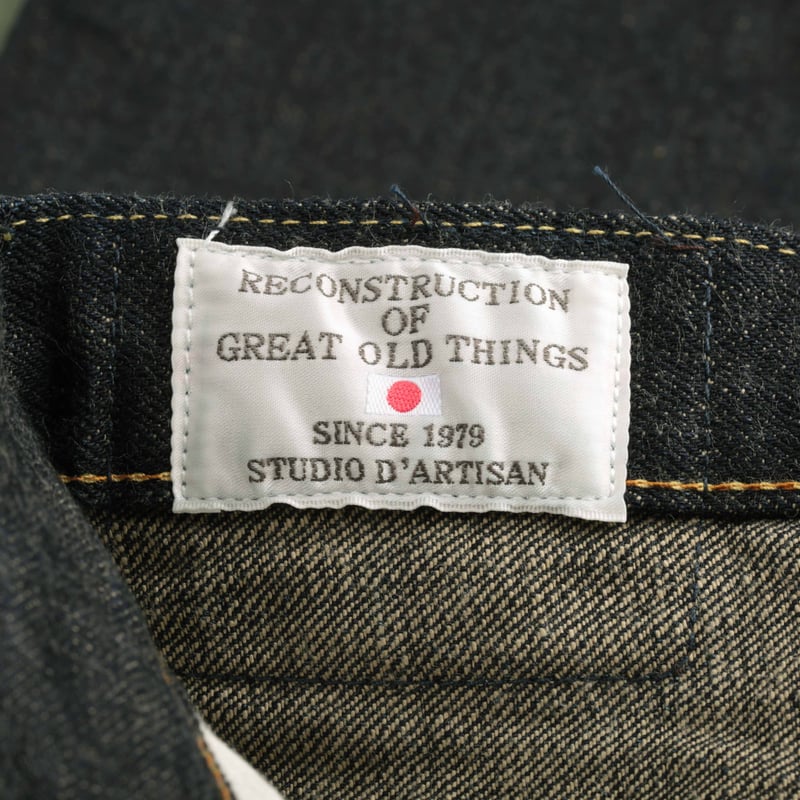 RECONSTRUCTION
OF
GREAT OLD THINGS
SINCE 1979
STUDIO D'ARTISAN